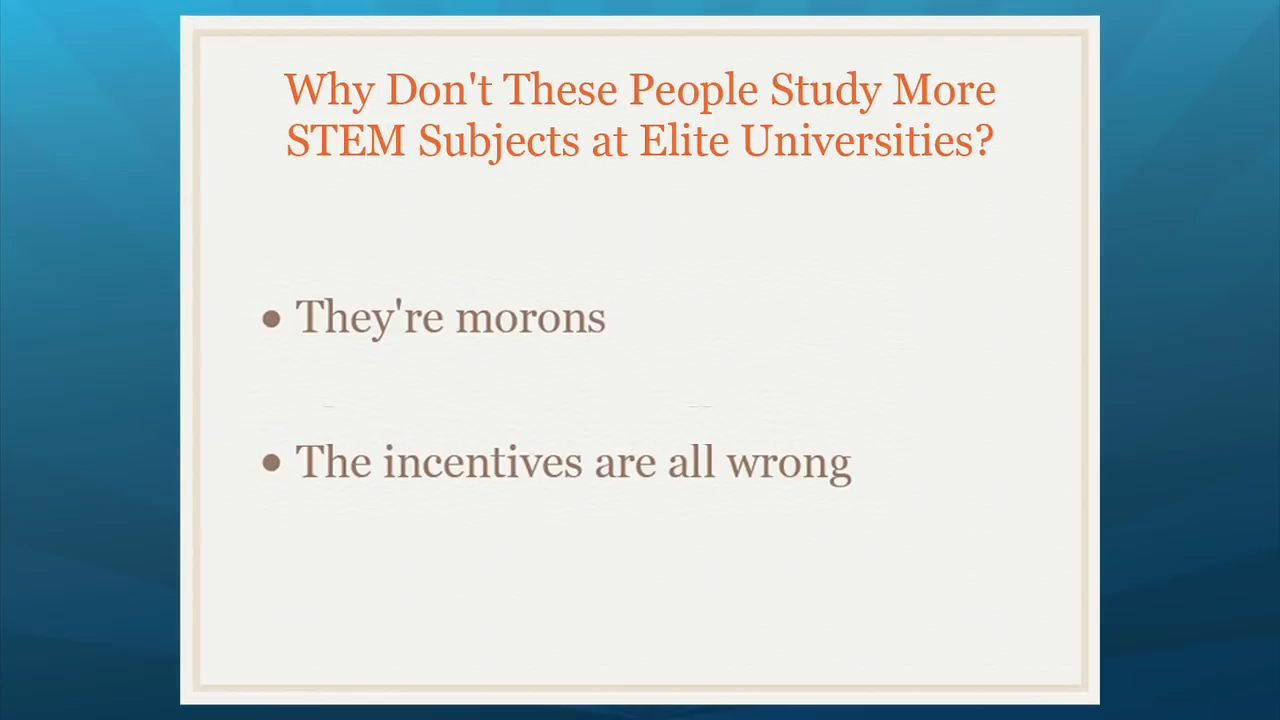 Why Don't These People Study More
STEM Subjects at Elite Universities?
• They're morons
• The incentives are all wrong